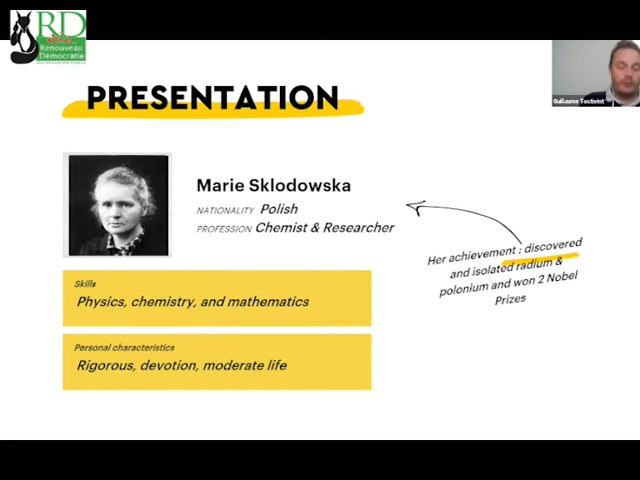 RD
Renouveau
Démocratie
PRESENTATION
Guillaume Tostivint
Marie Sklodowska
NATIONALITY Polish
PROFESSION Chemist & Researcher
Her achievement : discovered
and isolated radium &
polonium and won 2 Nobel
Prizes
Skills
Physics, chemistry, and mathematics
Personal characteristics
Rigorous, devotion, moderate life